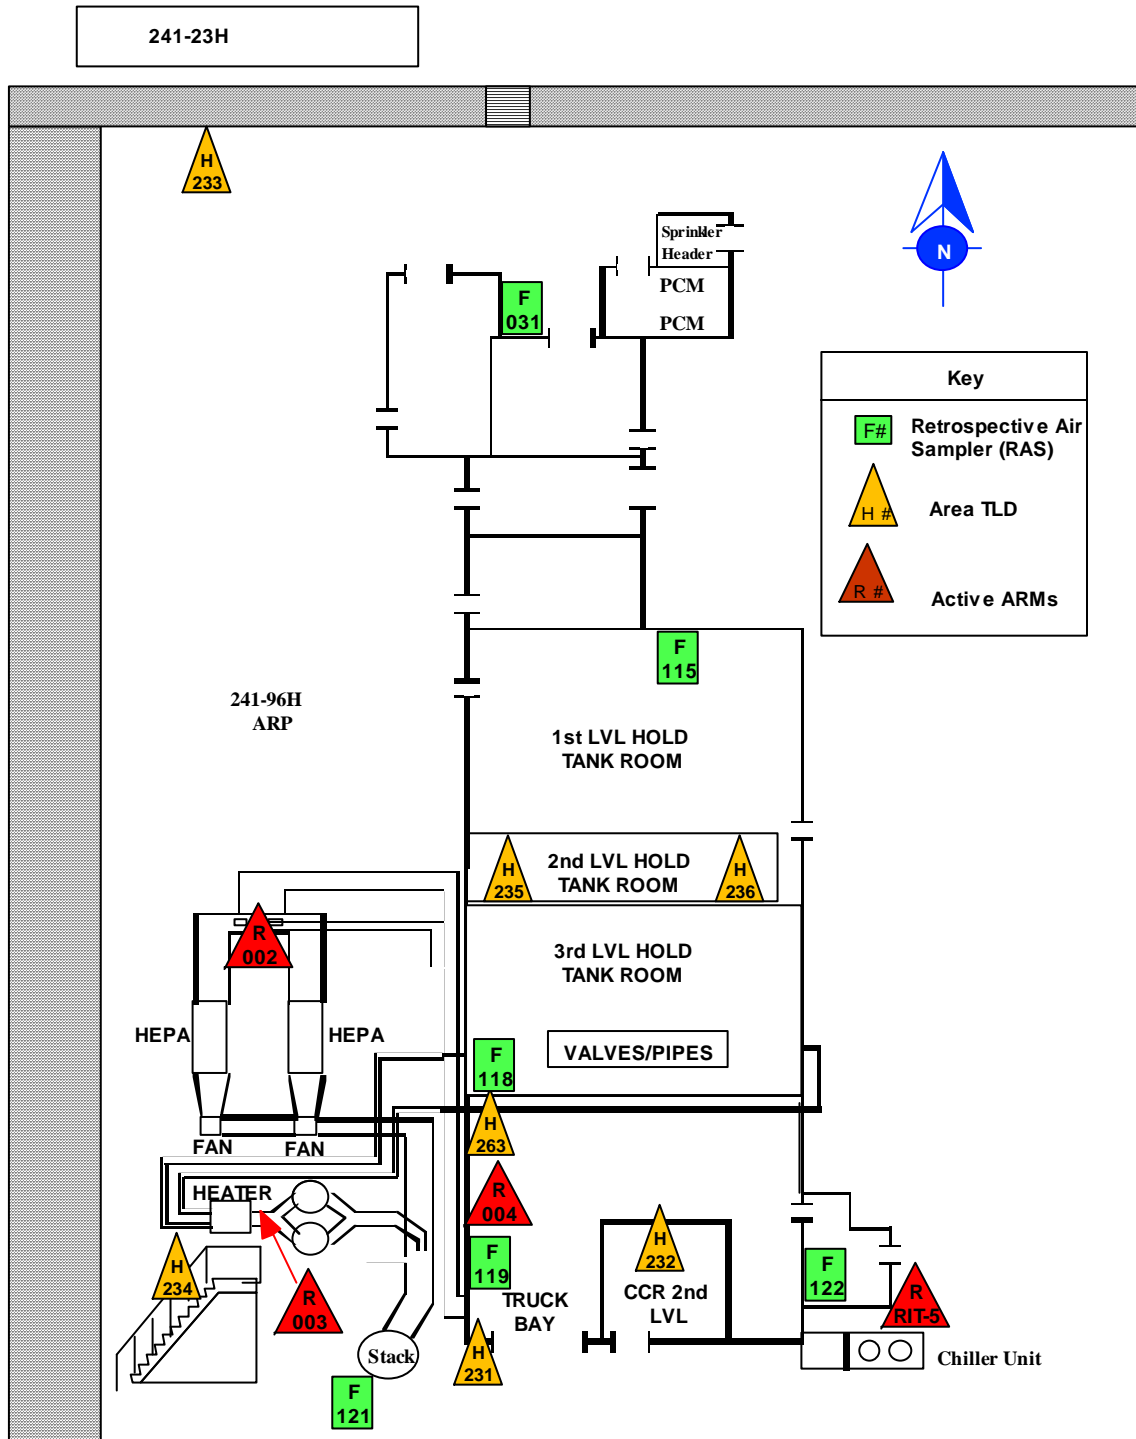 241-23H
H
233
Sprinkler
Header
PCM
PCM
N
F
031
Key
F#
Retrospective Air
Sampler (RAS)
H #
Area TLD
R #
Active ARMs
F
115
241-96H
ARP
1st LVL HOLD
TANK ROOM
H
235
2nd LVL HOLD
TANK ROOM
H
236
R
002
3rd LVL HOLD
TANK ROOM
HEPA
HEPA
VALVES/PIPES
F
118
H
263
FAN
FAN
HEATER
R
004
H
232
H
234
F
119
F
122
R
003
TRUCK
BAY
CCR 2nd
LVL
R
RIT-5
Stack
H
231
Chiller Unit
F
121